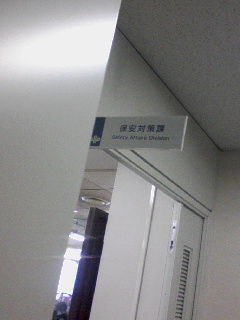 保安対策課
Safety Affairs Division